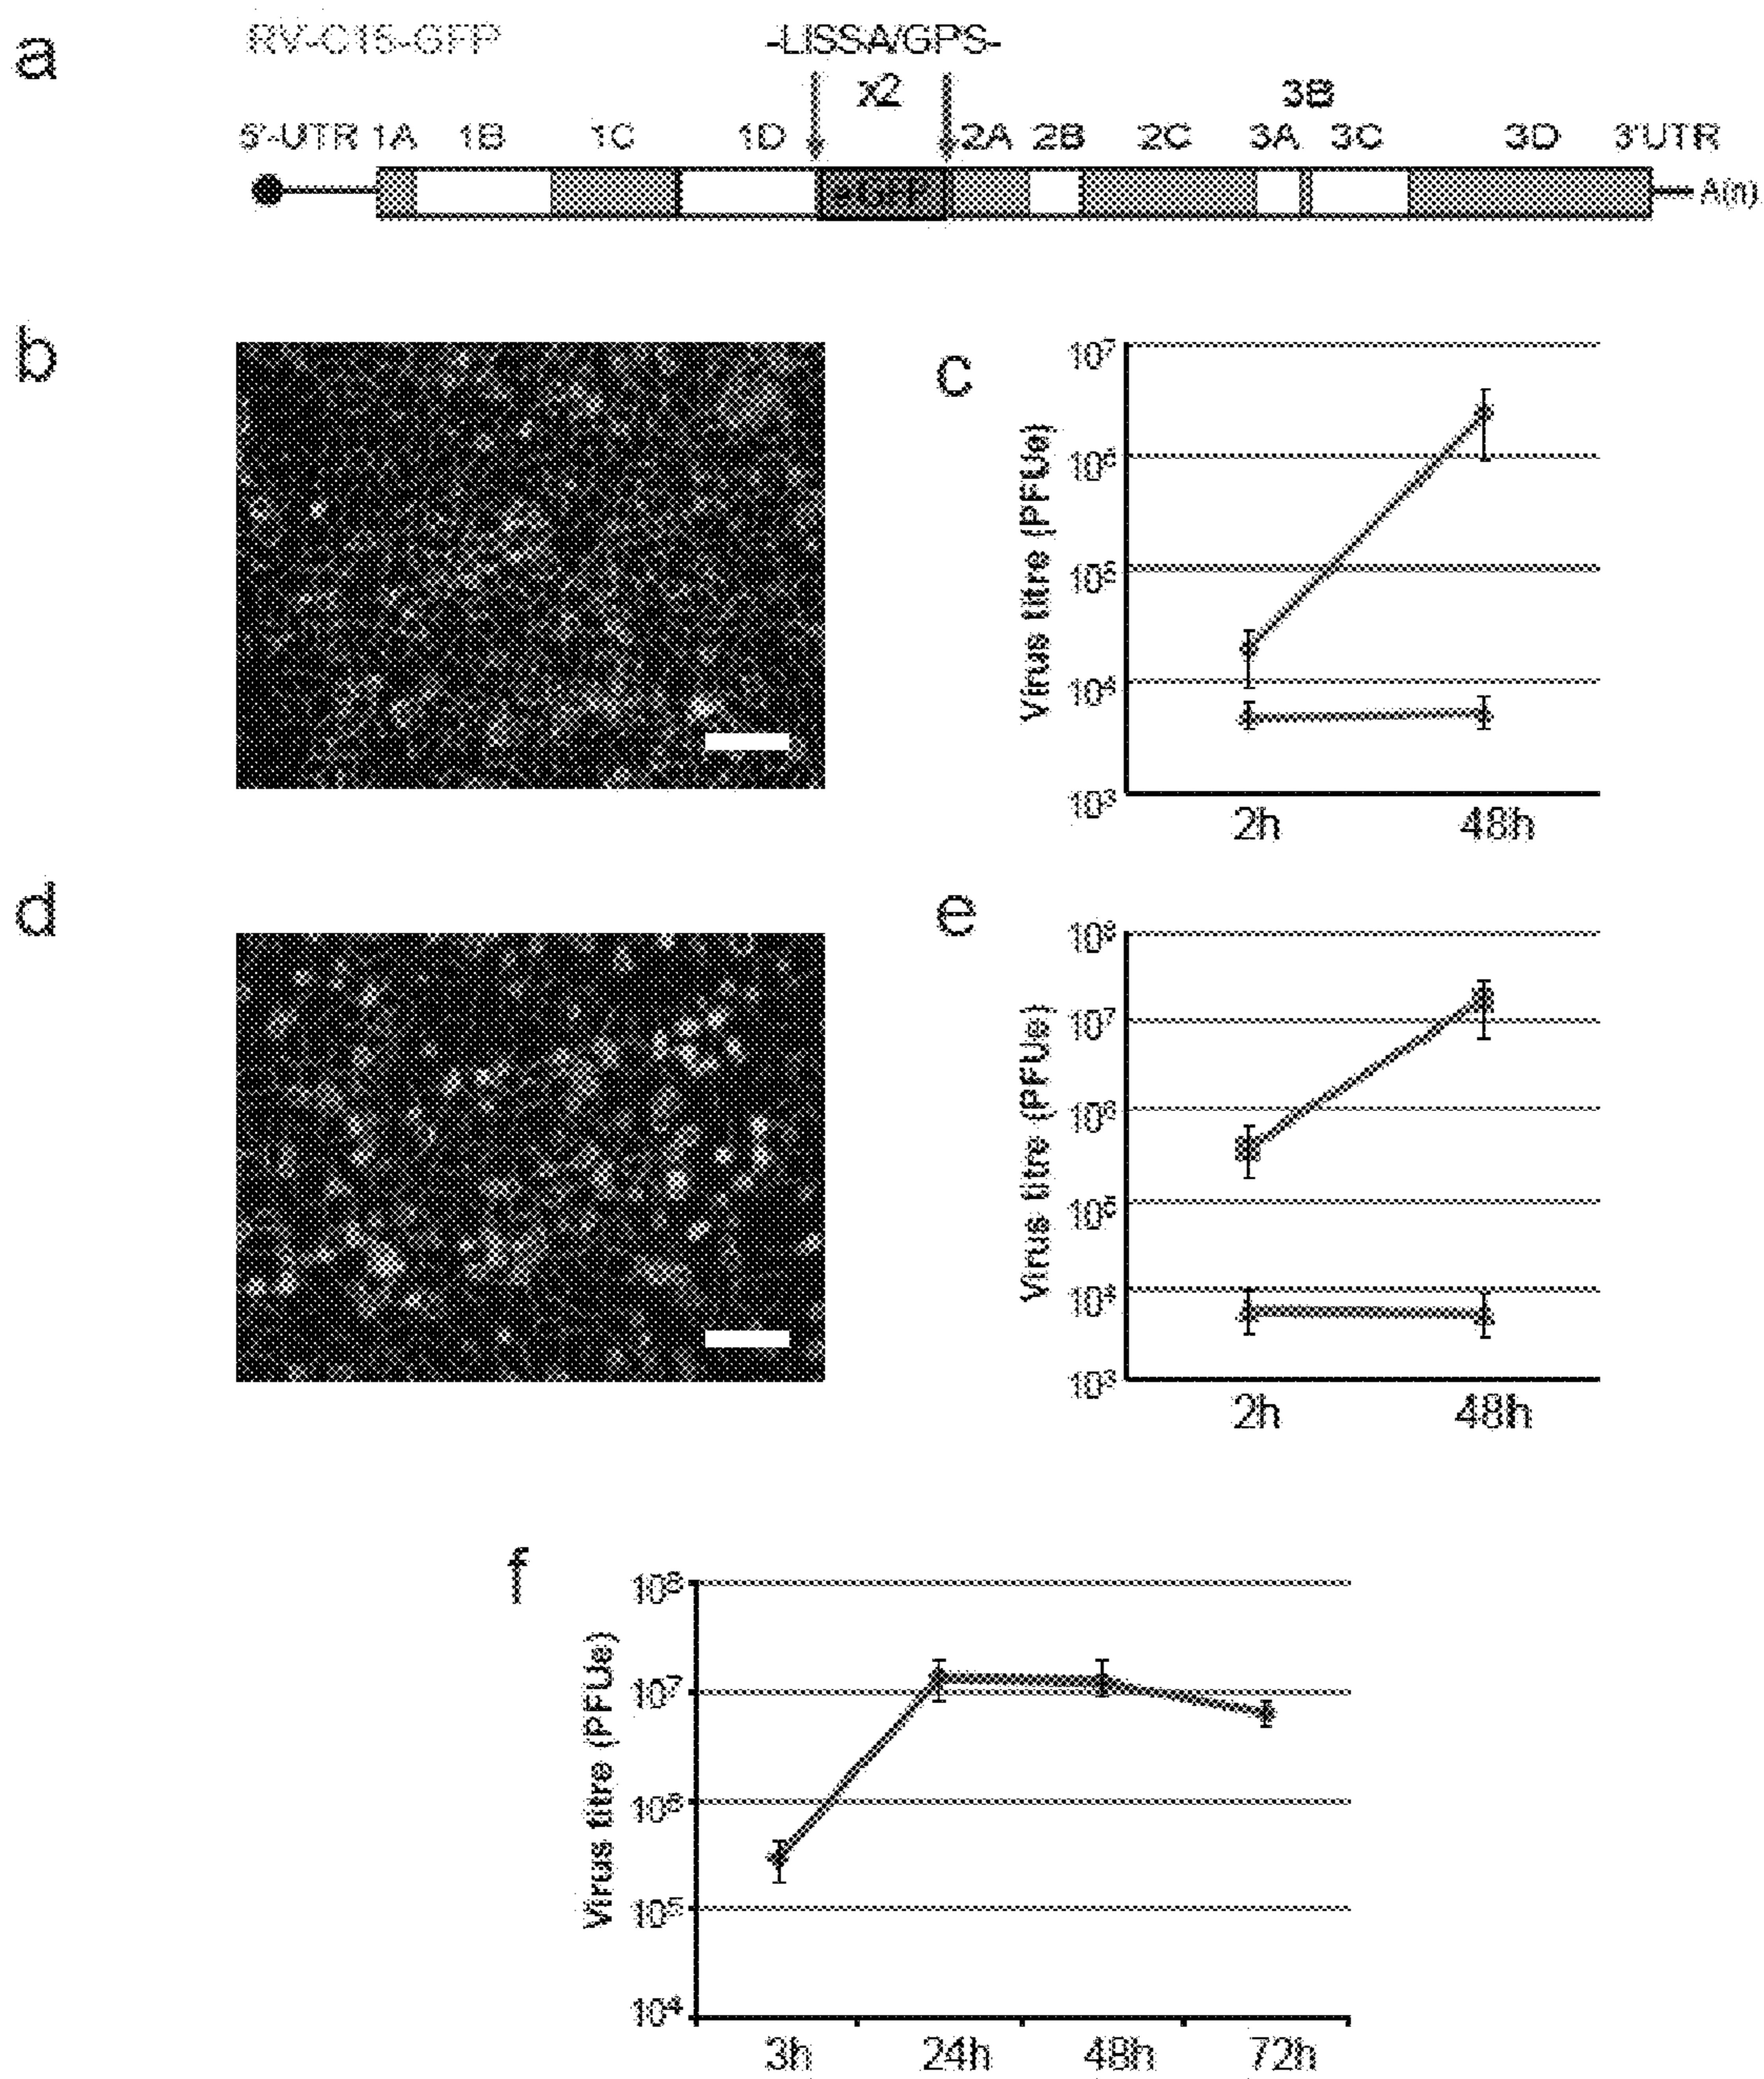 a
RV-C15-GFP
-LISSA/GPS-
x2
3B
5'-UTR 1A 1B 1C 1D 2A 2B 2C 3A 3C 3D 3'UTR
eGFP
A(n)
b
c
Virus titre (PFUe)
10⁷
10⁶
10⁵
10⁴
10³
2h 48h
d
e
Virus titre (PFUe)
10⁸
10⁷
10⁶
10⁵
10⁴
10³
2h 48h
f
Virus titre (PFUe)
10⁸
10⁷
10⁶
10⁵
10⁴
3h 24h 48h 72h